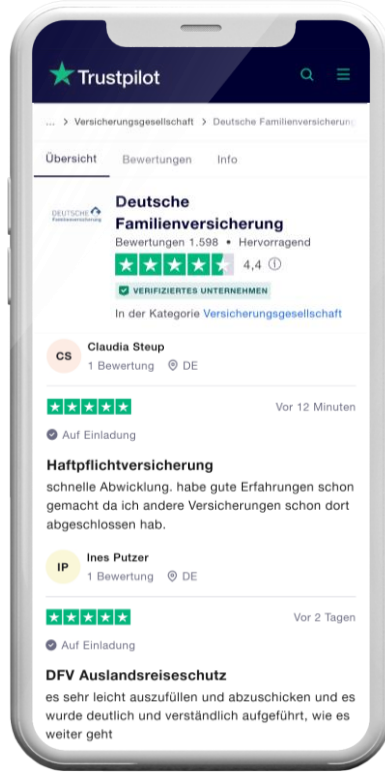 Trustpilot
... > Versicherungsgesellschaft > Deutsche Familienversicherung
Übersicht Bewertungen Info
DEUTSCHE
Familienversicherung
Deutsche
Familienversicherung
Bewertungen 1.598 • Hervorragend
4,4
VERIFIZIERTES UNTERNEHMEN
In der Kategorie Versicherungsgesellschaft
CS
Claudia Steup
1 Bewertung DE
Vor 12 Minuten
Auf Einladung
Haftpflichtversicherung
schnelle Abwicklung. habe gute Erfahrungen schon
gemacht da ich andere Versicherungen schon dort
abgeschlossen hab.
IP
Ines Putzer
1 Bewertung DE
Vor 2 Tagen
Auf Einladung
DFV Auslandsreiseschutz
es sehr leicht auszufüllen und abzuschicken und es
wurde deutlich und verständlich aufgeführt, wie es
weiter geht